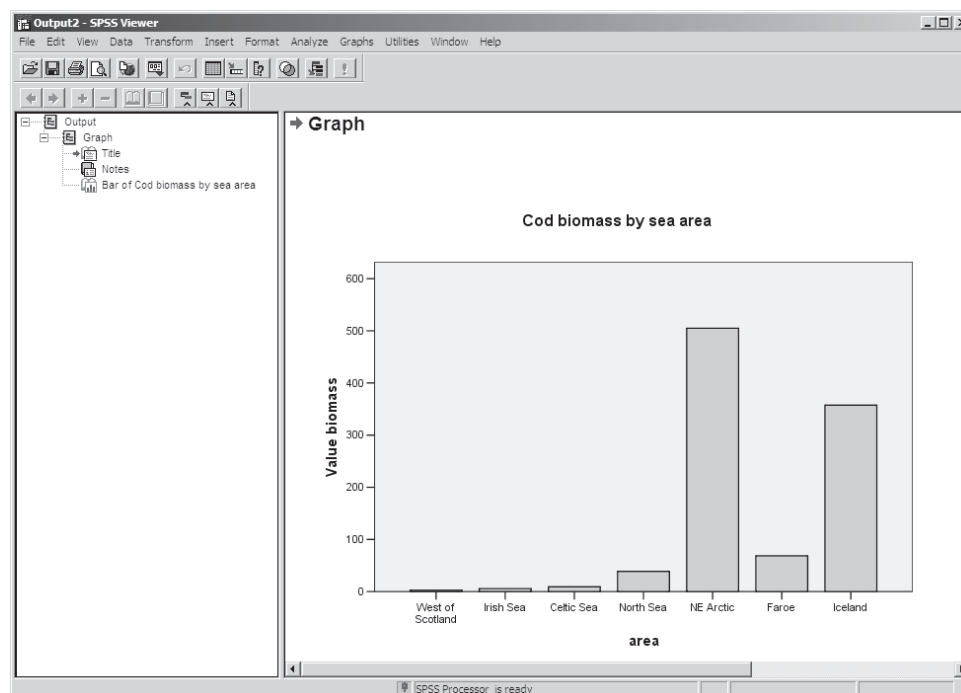 Output2 - SPSS Viewer
File Edit View Data Transform Insert Format Analyze Graphs Utilities Window Help
Output
Graph
Title
Notes
Bar of Cod biomass by sea area
Graph
Cod biomass by sea area
600
500
400
300
200
100
0
Value biomass
West of Scotland
Irish Sea
Celtic Sea
North Sea
NE Arctic
Faroe
Iceland
area
SPSS Processor is ready